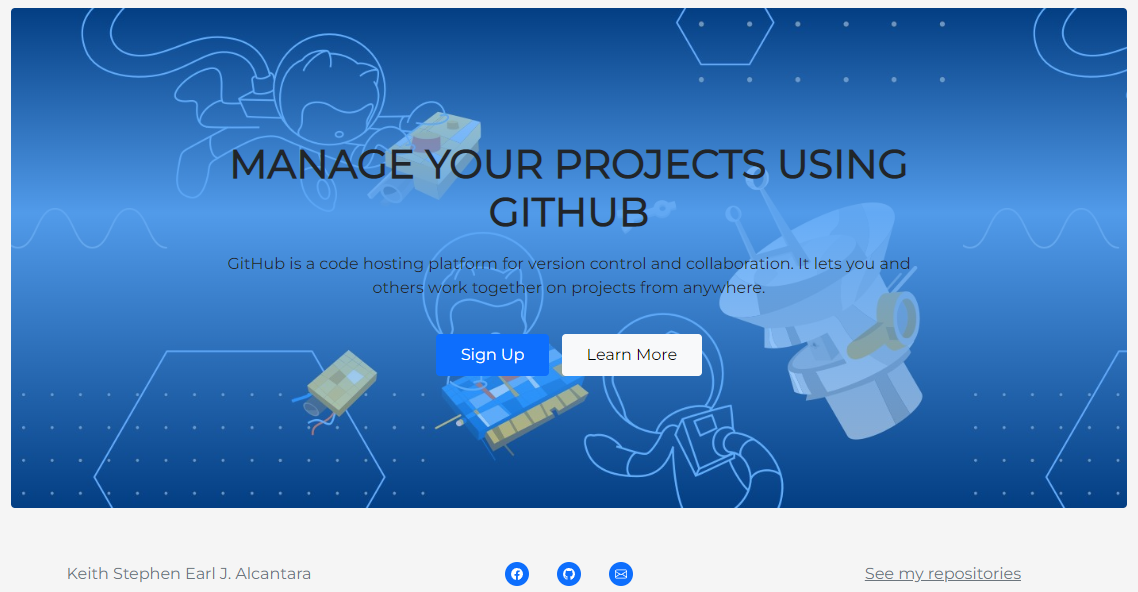 MANAGE YOUR PROJECTS USING
GITHUB
GitHub is a code hosting platform for version control and collaboration. It lets you and
others work together on projects from anywhere.
Sign Up
Learn More
Keith Stephen Earl J. Alcantara
See my repositories